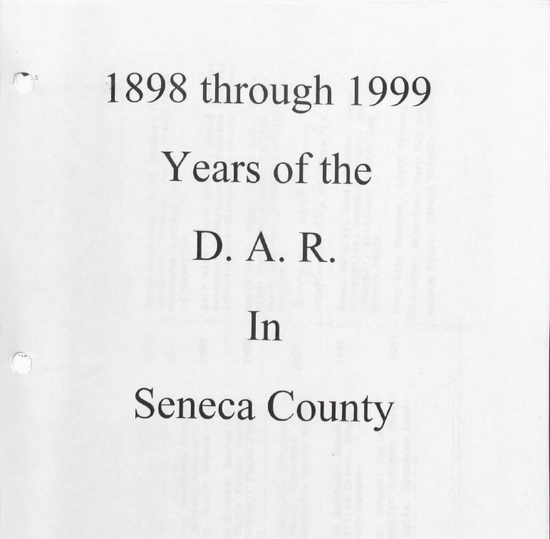 1898 through 1999
Years of the
D. A. R.
In
Seneca County